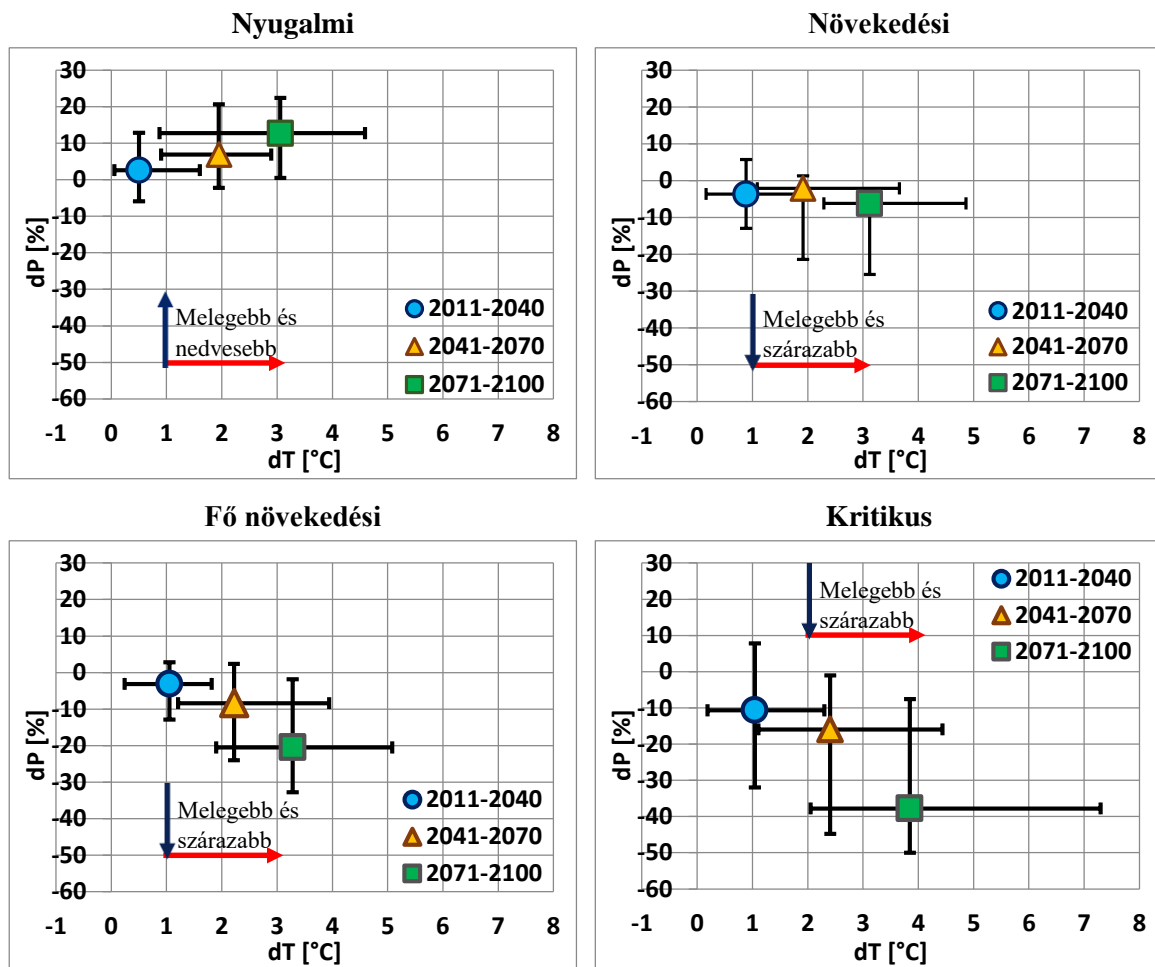 Nyugalmi
30
20
10
0
-10
-20
-30
-40
-50
-60
dP [%]
Melegebb és
nedvesebb
2011-2040
2041-2070
2071-2100
-1 0 1 2 3 4 5 6 7 8
dT [°C]
Növekedési
30
20
10
0
-10
-20
-30
-40
-50
-60
dP [%]
Melegebb és
szárazabb
2011-2040
2041-2070
2071-2100
-1 0 1 2 3 4 5 6 7 8
dT [°C]
Fő növekedési
30
20
10
0
-10
-20
-30
-40
-50
-60
dP [%]
Melegebb és
szárazabb
2011-2040
2041-2070
2071-2100
-1 0 1 2 3 4 5 6 7 8
dT [°C]
Kritikus
30
20
10
0
-10
-20
-30
-40
-50
-60
dP [%]
Melegebb és
szárazabb
2011-2040
2041-2070
2071-2100
-1 0 1 2 3 4 5 6 7 8
dT [°C]